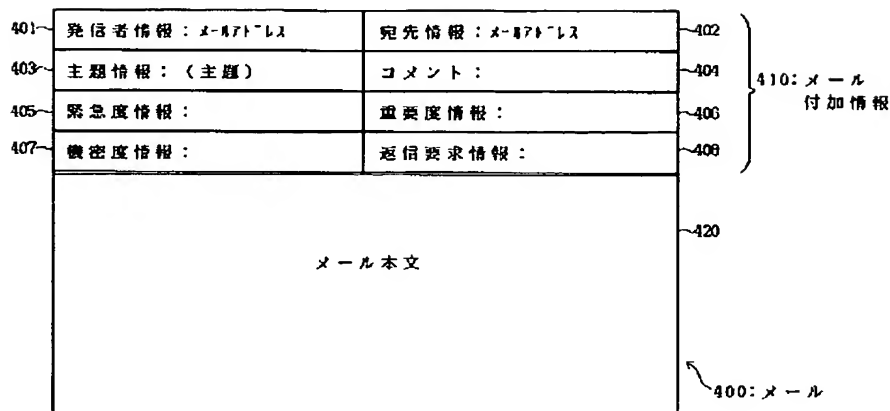 401 発信者情報：メールアドレス 宛先情報：メールアドレス 402
403 主題情報：（主題） コメント： 404
410：メール
付加情報
405 緊急度情報： 重要度情報： 406
407 機密度情報： 返信要求情報： 408
420
メール本文
400：メール